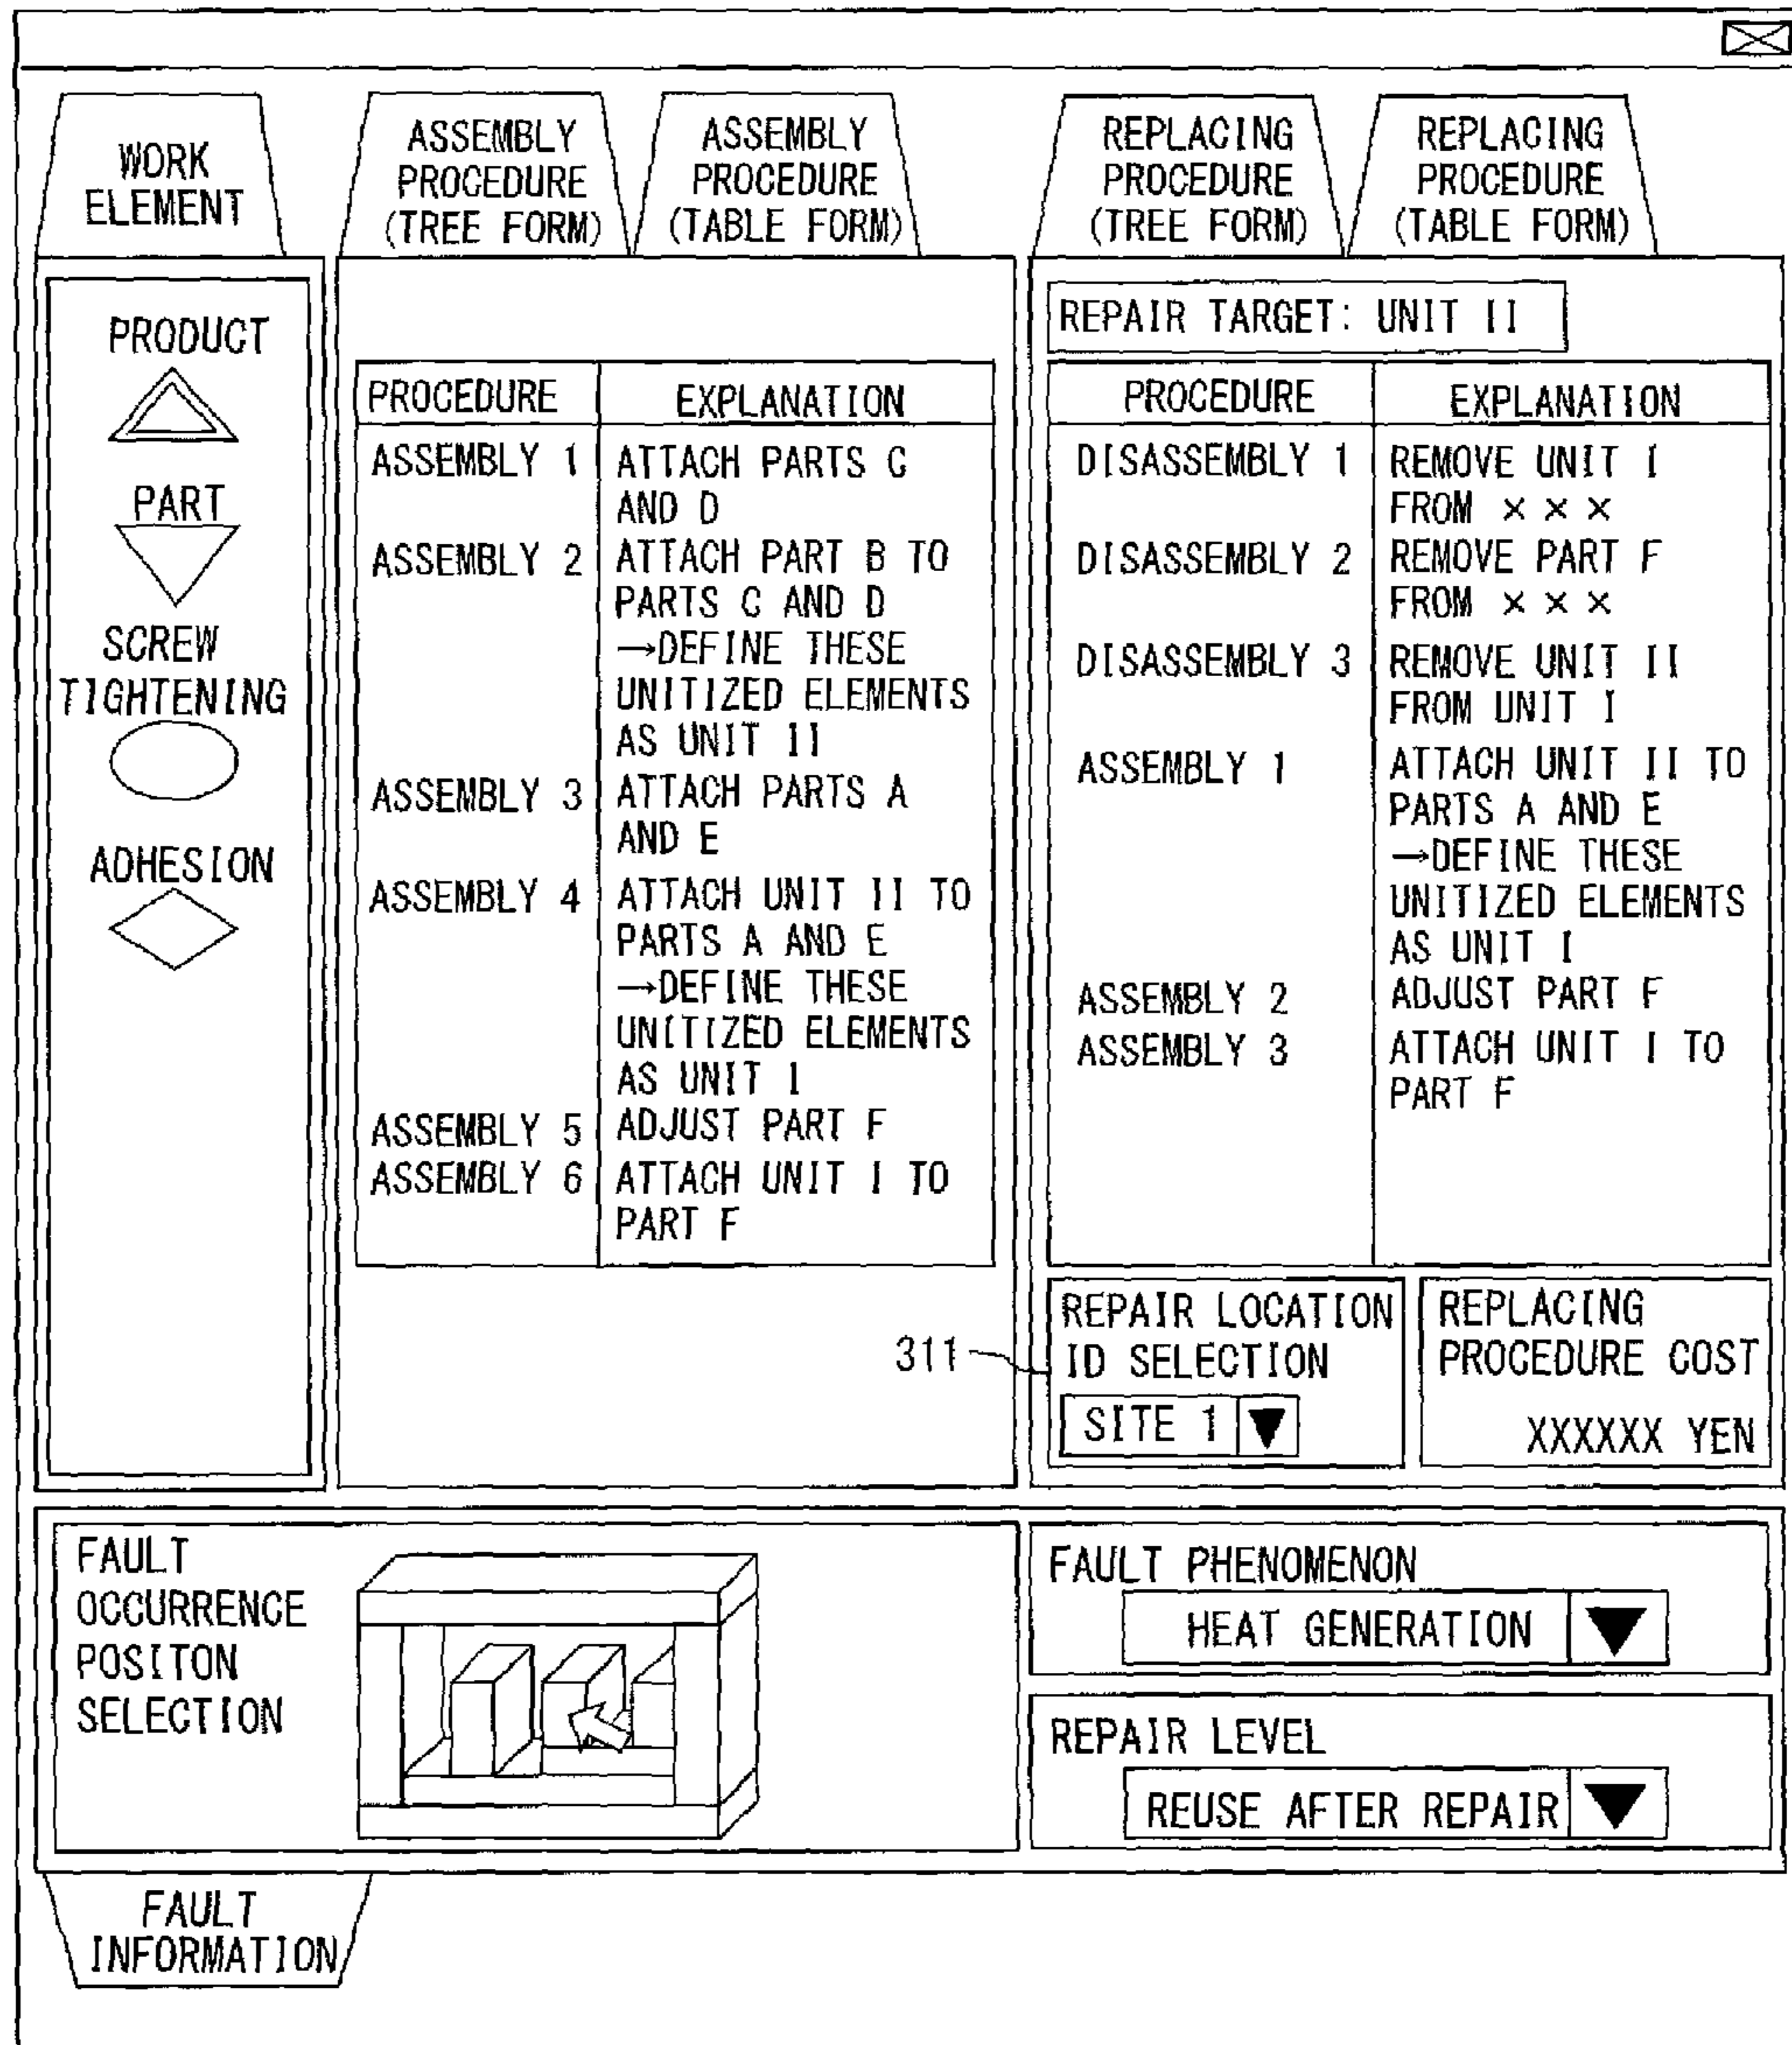 WORK
ELEMENT
ASSEMBLY
PROCEDURE
(TREE FORM)
ASSEMBLY
PROCEDURE
(TABLE FORM)
REPLACING
PROCEDURE
(TREE FORM)
REPLACING
PROCEDURE
(TABLE FORM)
PRODUCT
PART
SCREW
TIGHTENING
ADHESION
PROCEDURE
EXPLANATION
ASSEMBLY 1
ATTACH PARTS C
AND D
ASSEMBLY 2
ATTACH PART B TO
PARTS C AND D
→DEFINE THESE
UNITIZED ELEMENTS
AS UNIT II
ASSEMBLY 3
ATTACH PARTS A
AND E
ASSEMBLY 4
ATTACH UNIT II TO
PARTS A AND E
→DEFINE THESE
UNITIZED ELEMENTS
AS UNIT I
ASSEMBLY 5
ADJUST PART F
ASSEMBLY 6
ATTACH UNIT I TO
PART F
REPAIR TARGET: UNIT II
PROCEDURE
EXPLANATION
DISASSEMBLY 1
REMOVE UNIT I
FROM × × ×
DISASSEMBLY 2
REMOVE PART F
FROM × × ×
DISASSEMBLY 3
REMOVE UNIT II
FROM UNIT I
ASSEMBLY 1
ATTACH UNIT II TO
PARTS A AND E
→DEFINE THESE
UNITIZED ELEMENTS
AS UNIT I
ASSEMBLY 2
ADJUST PART F
ASSEMBLY 3
ATTACH UNIT I TO
PART F
311
REPAIR LOCATION
ID SELECTION
SITE 1 ▼
REPLACING
PROCEDURE COST
XXXXXX YEN
FAULT
OCCURRENCE
POSITON
SELECTION
FAULT PHENOMENON
HEAT GENERATION ▼
REPAIR LEVEL
REUSE AFTER REPAIR ▼
FAULT
INFORMATION